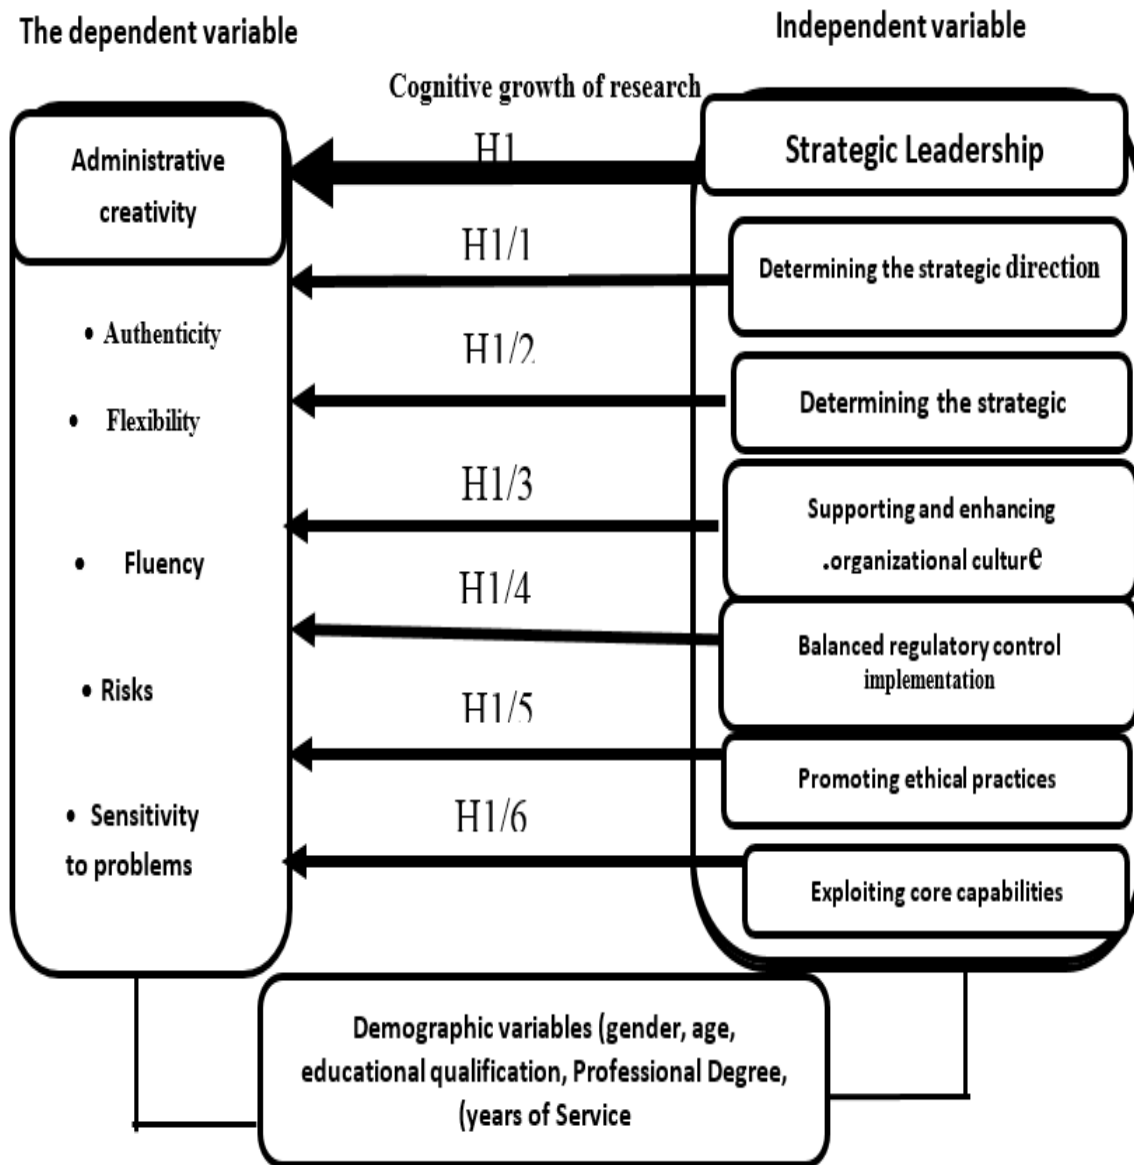 The dependent variable
Independent variable
Cognitive growth of research
Administrative
creativity
• Authenticity
• Flexibility
• Fluency
• Risks
• Sensitivity
to problems
H1
H1/1
H1/2
H1/3
H1/4
H1/5
H1/6
Strategic Leadership
Determining the strategic direction
Determining the strategic
Supporting and enhancing
.organizational culture
Balanced regulatory control
implementation
Promoting ethical practices
Exploiting core capabilities
Demographic variables (gender, age,
educational qualification, Professional Degree,
(years of Service